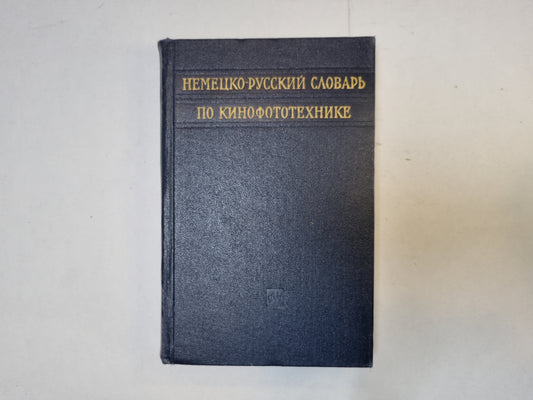 НЕМЕЦКО-РУССКИЙ СЛОВАРЬ
ПО КИНОФОТОТЕХНИКЕ